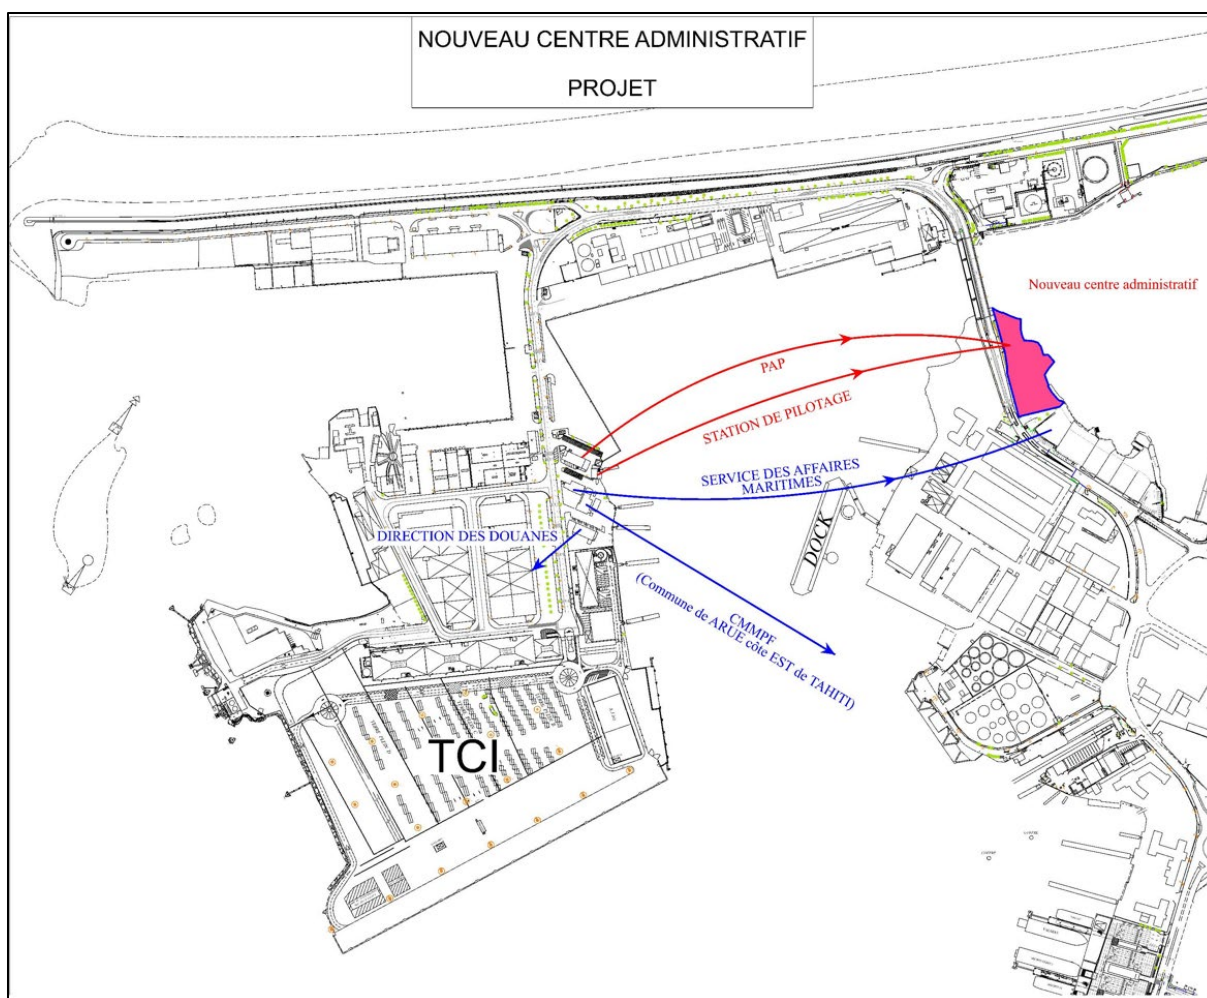 NOUVEAU CENTRE ADMINISTRATIF
PROJET
Nouveau centre administratif
PAP
STATION DE PILOTAGE
SERVICE DES AFFAIRES
MARITIMES
DIRECTION DES DOUANES
DOCK
CMMPF
(Commune de ARUE côte EST de TAHITI)
TCI